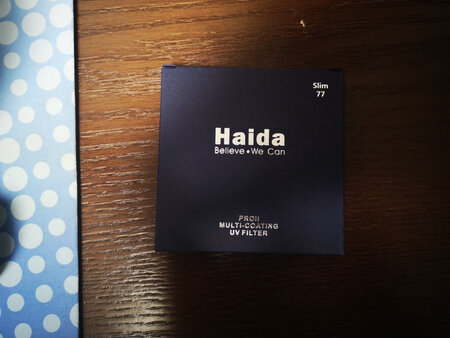 Slim
77
Haida
Believe•We Can
PROII
MULTI-COATING
UV FILTER